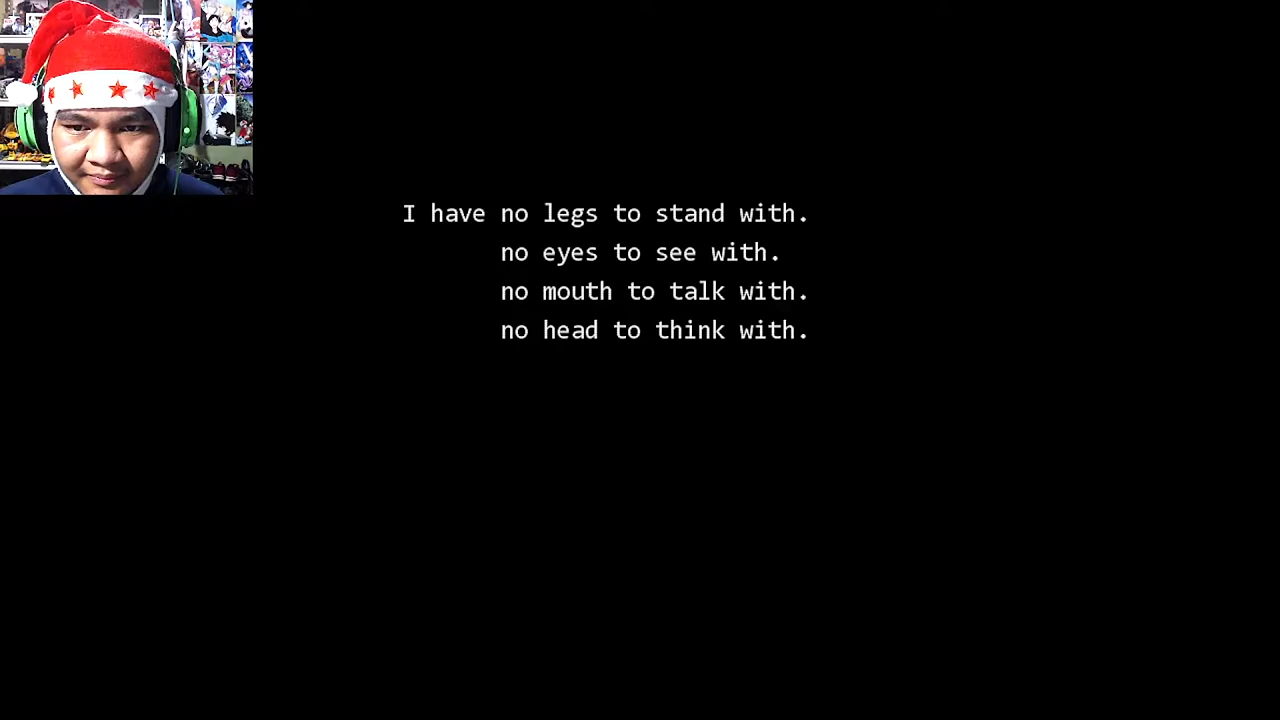 I have no legs to stand with.
no eyes to see with.
no mouth to talk with.
no head to think with.